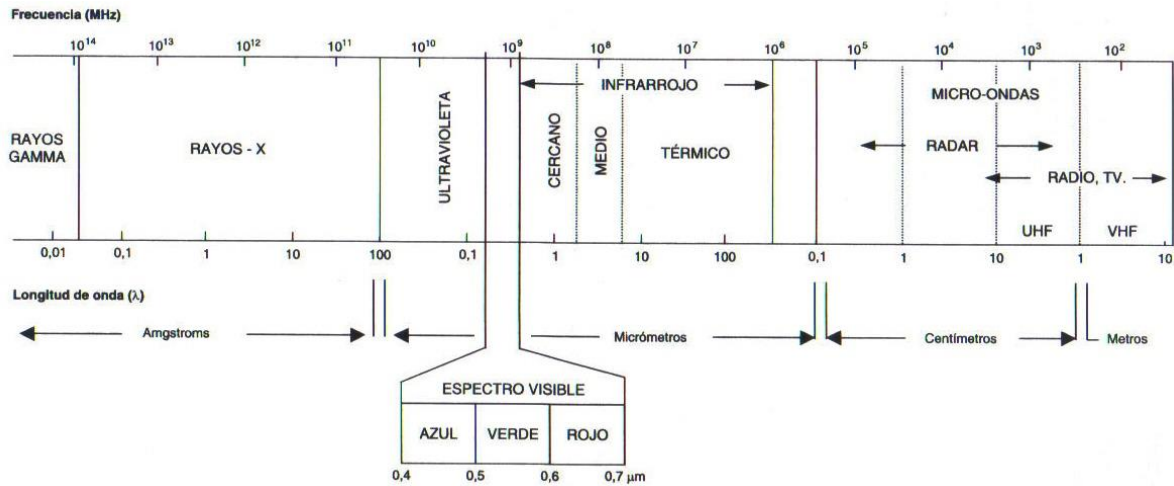 Frecuencia (MHz)
10¹⁴ 10¹³ 10¹² 10¹¹ 10¹⁰ 10⁹ 10⁸ 10⁷ 10⁶ 10⁵ 10⁴ 10³ 10²
INFRARROJO
MICRO-ONDAS
RAYOS GAMMA
RAYOS - X
ULTRAVIOLETA
CERCANO
MEDIO
TÉRMICO
RADAR
RADIO, TV.
UHF
VHF
0,01 0,1 1 10 100 0,1 1 10 100 0,1 1 10 1 10
Longitud de onda (λ)
Amgstroms
Micrómetros
Centímetros
Metros
ESPECTRO VISIBLE
AZUL VERDE ROJO
0,4 0,5 0,6 0,7 μm